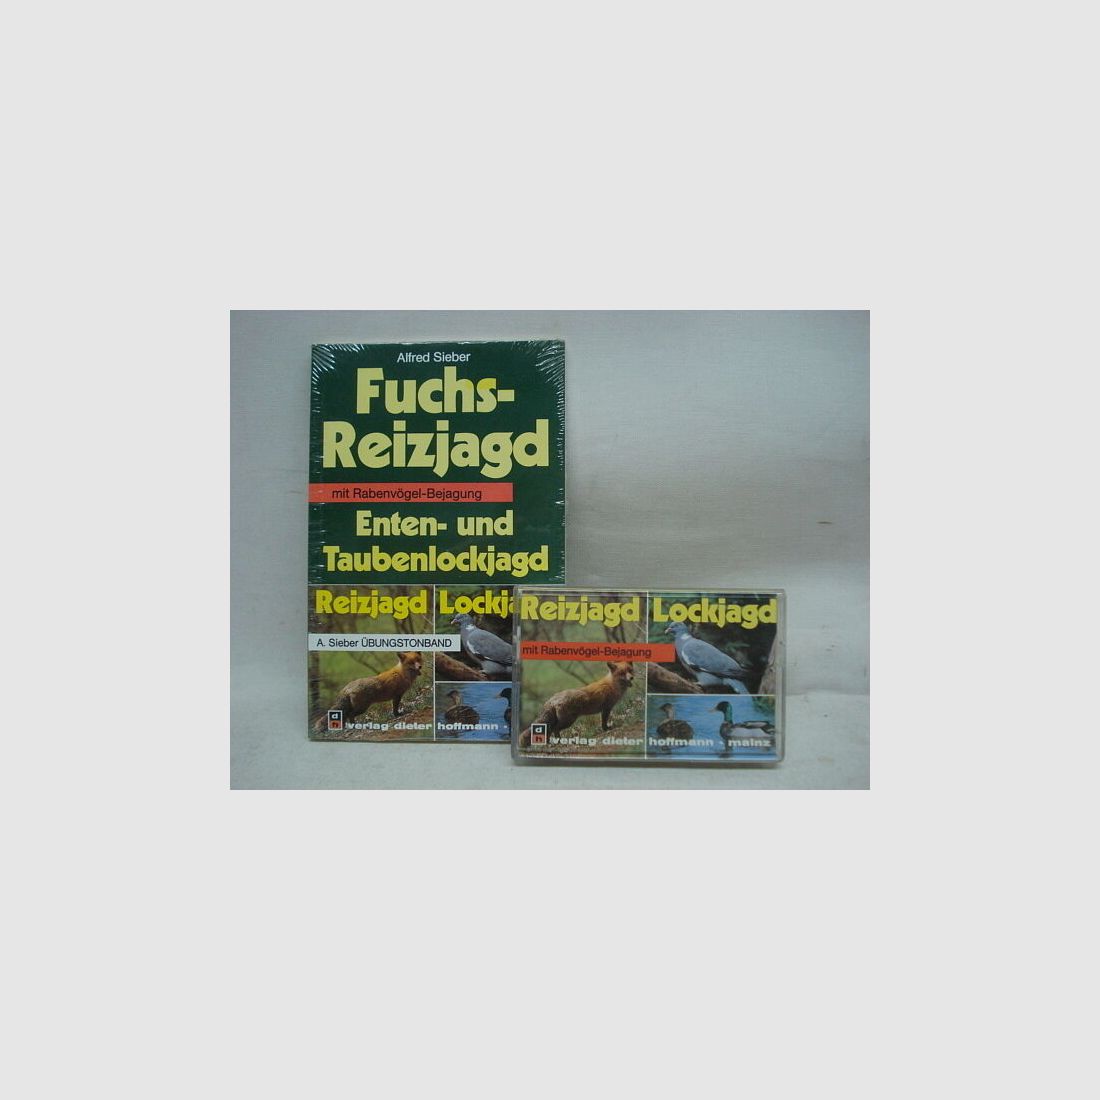 Alfred Sieber
Fuchs-
Reizjagd
mit Rabenvögel-Bejagung
Enten- und
Taubenlockjagd
Reizjagd Lockja
A. Sieber ÜBUNGSTONBAND
d
h verlag dieter hoffmann -
Reizjagd Lockjagd
mit Rabenvögel-Bejagung
d
h verlag dieter hoffmann · mainz